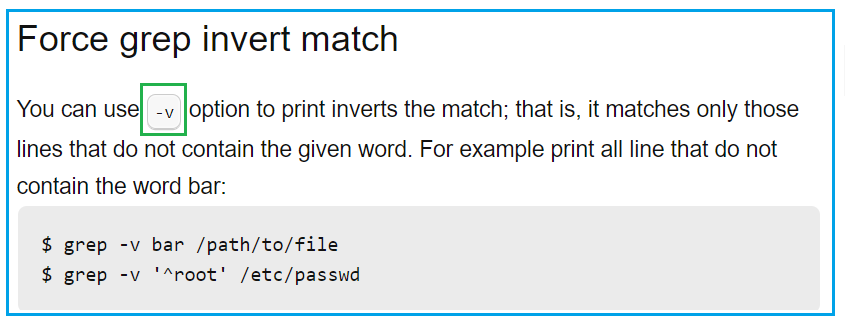 Force grep invert match
You can use -v option to print inverts the match; that is, it matches only those
lines that do not contain the given word. For example print all line that do not
contain the word bar:
$ grep -v bar /path/to/file
$ grep -v '^root' /etc/passwd